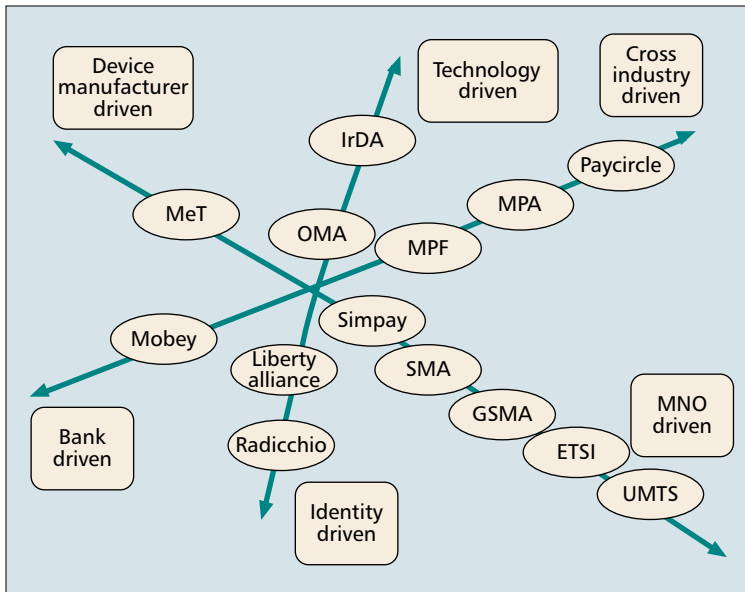 Device
manufacturer
driven
Technology
driven
Cross
industry
driven
IrDA
Paycircle
MeT
OMA
MPF
MPA
Mobey
Simpay
Liberty
alliance
SMA
GSMA
MNO
driven
Bank
driven
Radicchio
ETSI
UMTS
Identity
driven